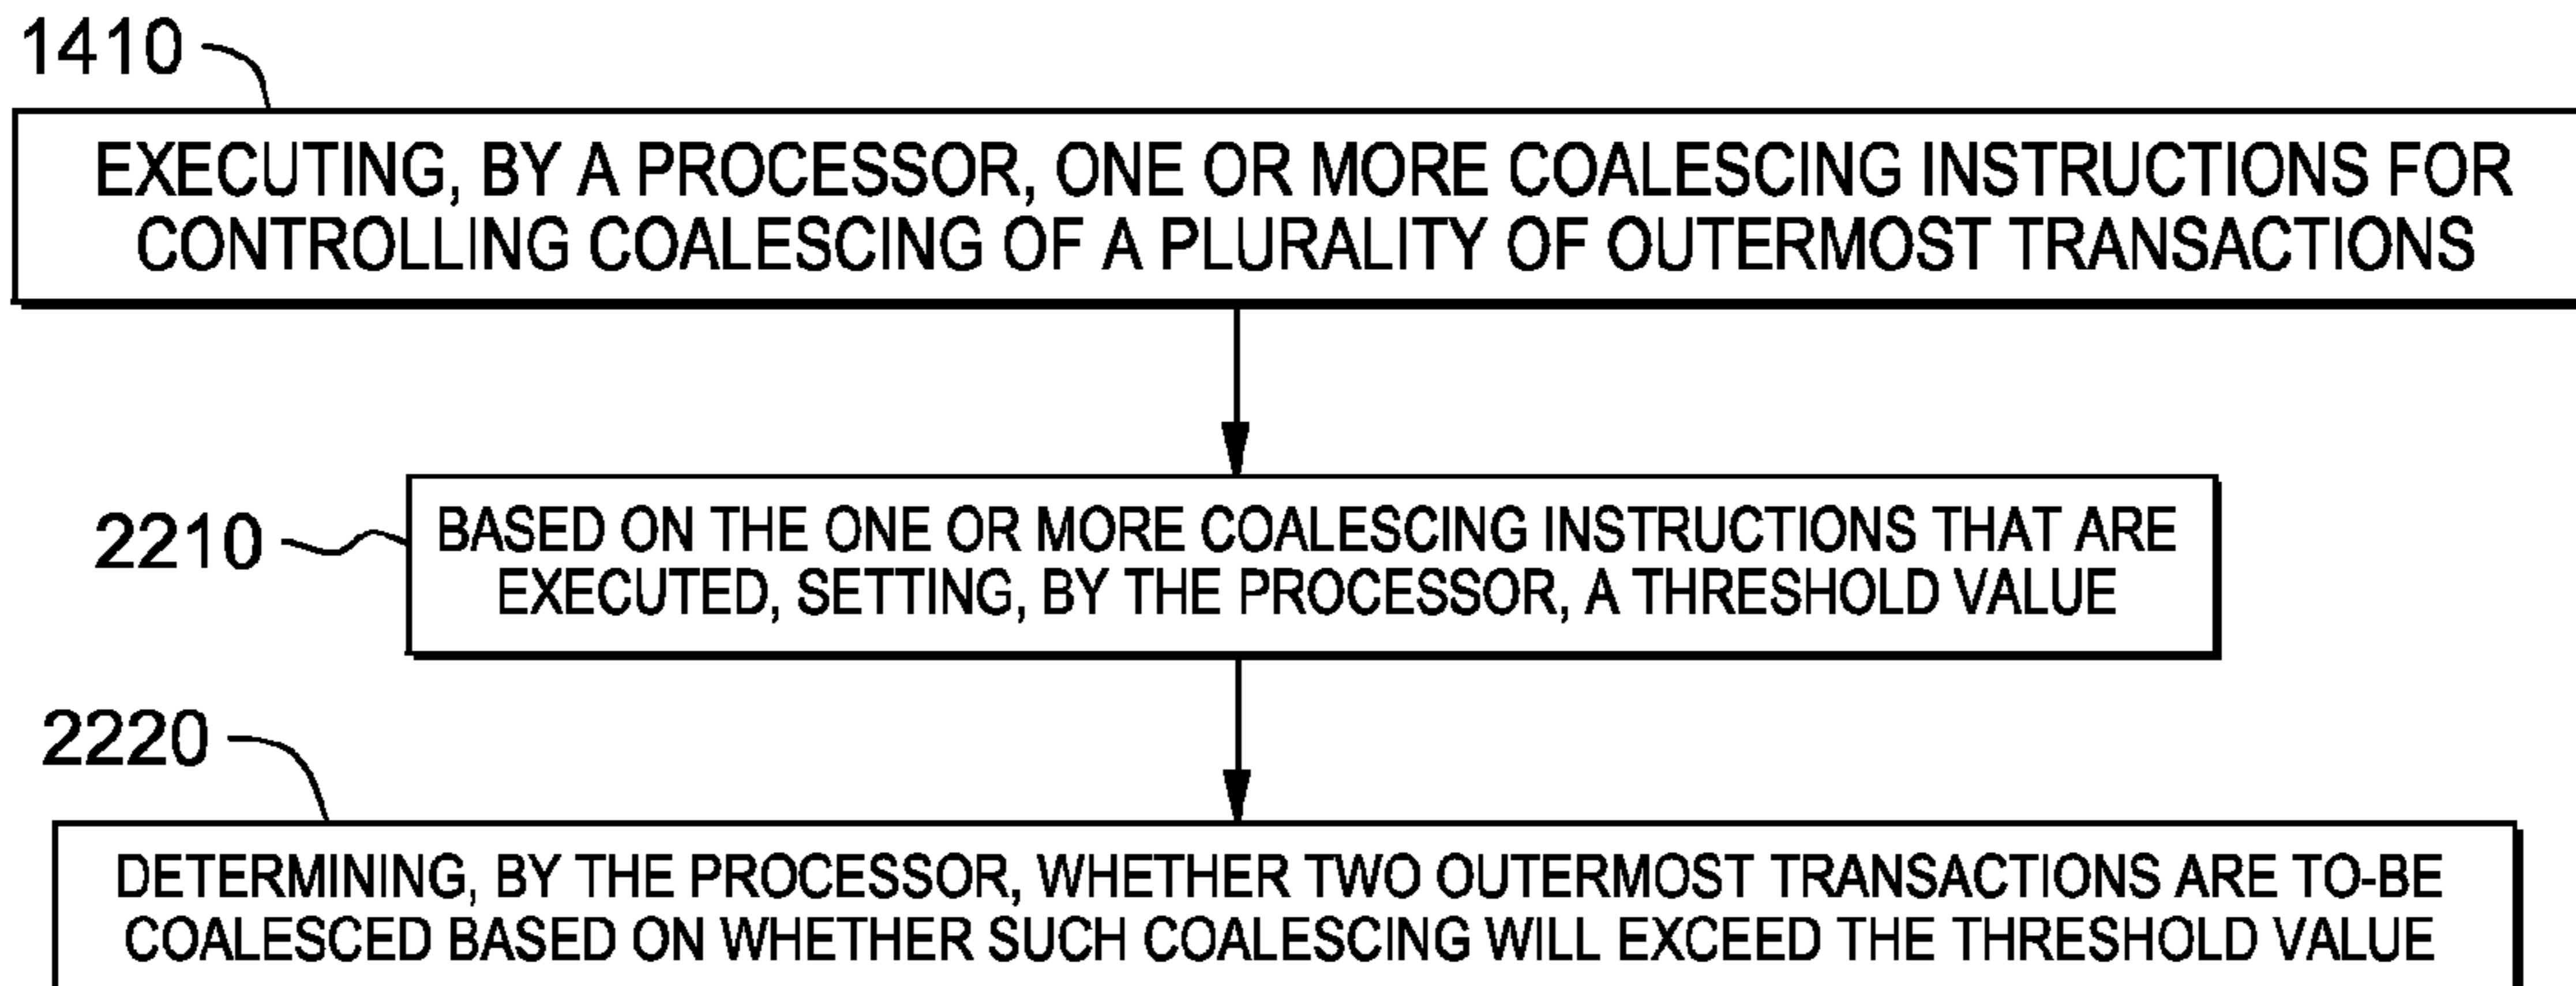 1410
EXECUTING, BY A PROCESSOR, ONE OR MORE COALESCING INSTRUCTIONS FOR
CONTROLLING COALESCING OF A PLURALITY OF OUTERMOST TRANSACTIONS
2210
BASED ON THE ONE OR MORE COALESCING INSTRUCTIONS THAT ARE
EXECUTED, SETTING, BY THE PROCESSOR, A THRESHOLD VALUE
2220
DETERMINING, BY THE PROCESSOR, WHETHER TWO OUTERMOST TRANSACTIONS ARE TO-BE
COALESCED BASED ON WHETHER SUCH COALESCING WILL EXCEED THE THRESHOLD VALUE